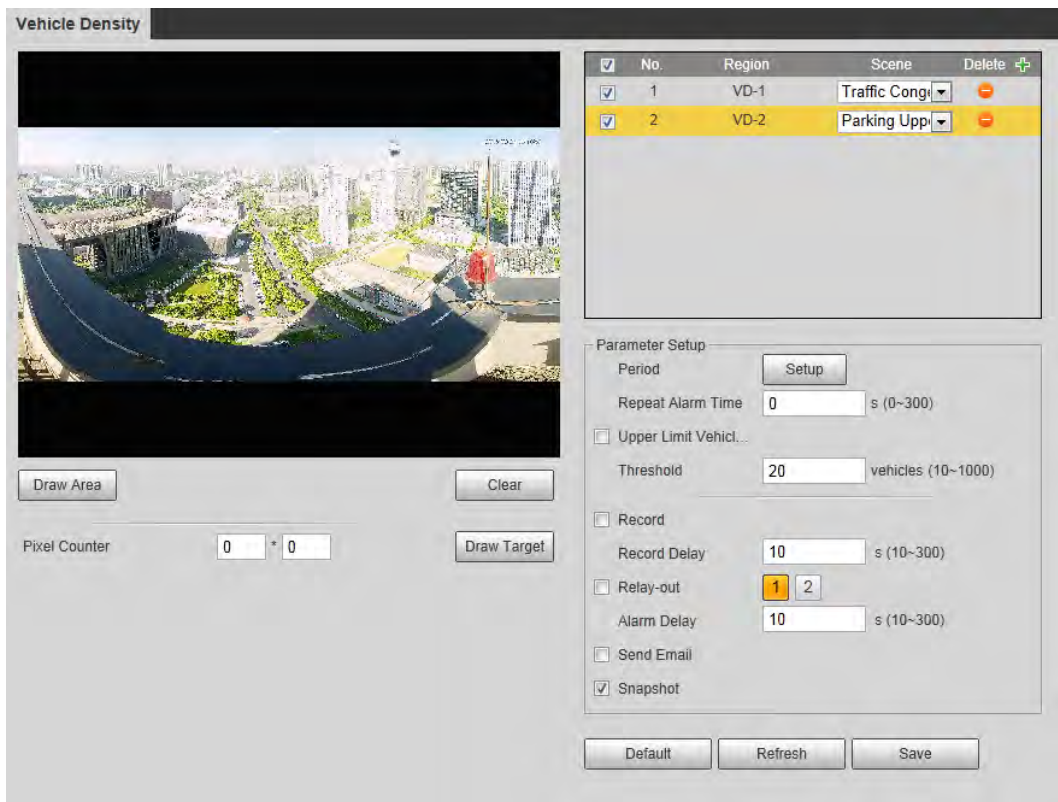 Vehicle Density
No. Region Scene Delete
1 VD-1 Traffic Conge
2 VD-2 Parking Uppe
Draw Area Clear
Pixel Counter 0 * 0 Draw Target
Parameter Setup
Period Setup
Repeat Alarm Time 0 s (0~300)
Upper Limit Vehicl...
Threshold 20 vehicles (10~1000)
Record
Record Delay 10 s (10~300)
Relay-out 1 2
Alarm Delay 10 s (10~300)
Send Email
Snapshot
Default Refresh Save